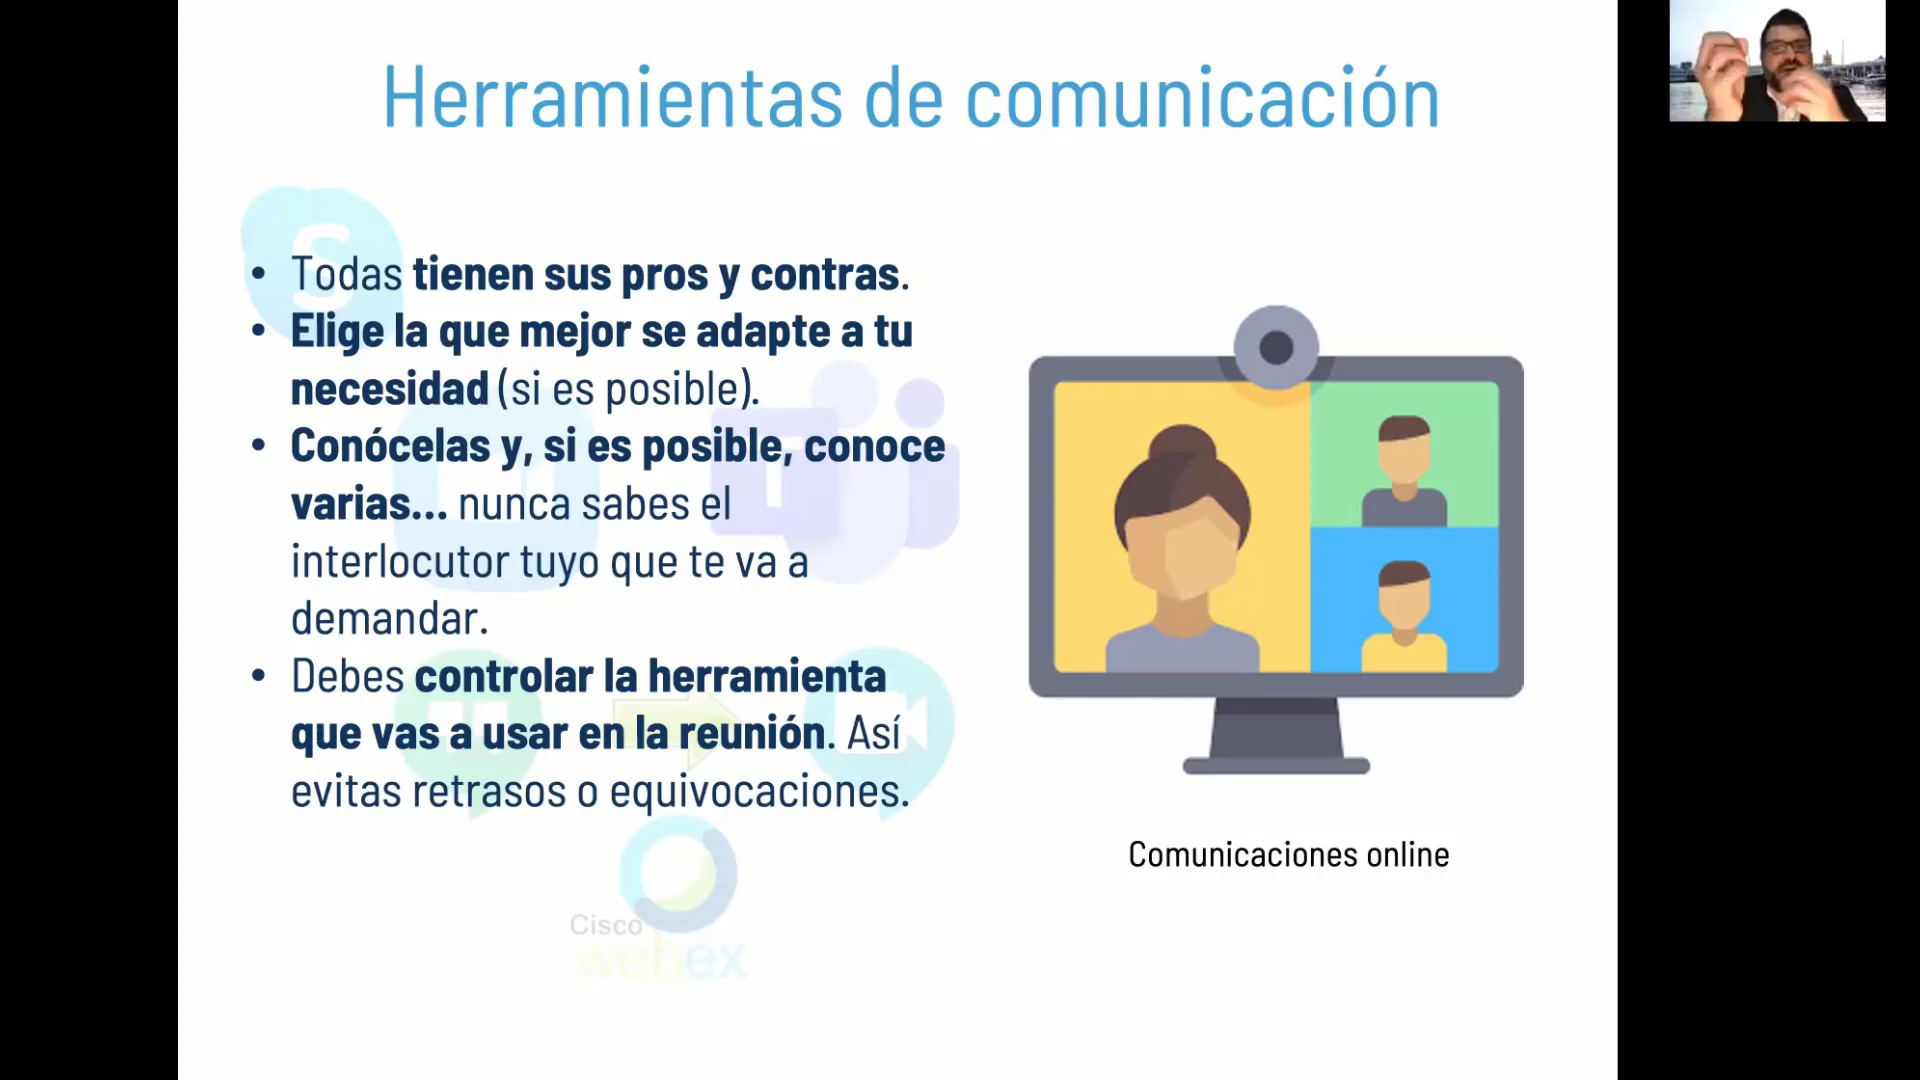 Herramientas de comunicación
• Todas tienen sus pros y contras.
• Elige la que mejor se adapte a tu
necesidad (si es posible).
• Conócelas y, si es posible, conoce
varias... nunca sabes el
interlocutor tuyo que te va a
demandar.
• Debes controlar la herramienta
que vas a usar en la reunión. Así
evitas retrasos o equivocaciones.
Comunicaciones online
Cisco
webex